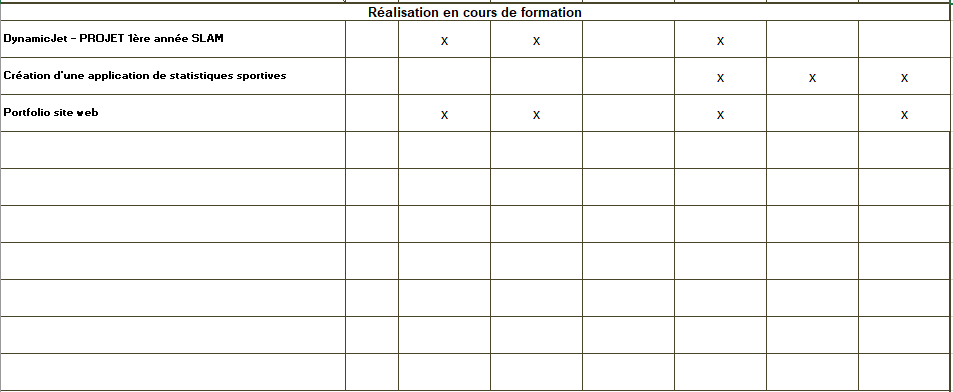 Réalisation en cours de formation
DynamicJet - PROJET 1ère année SLAM x x x
Création d'une application de statistiques sportives x x x
Portfolio site web x x x x